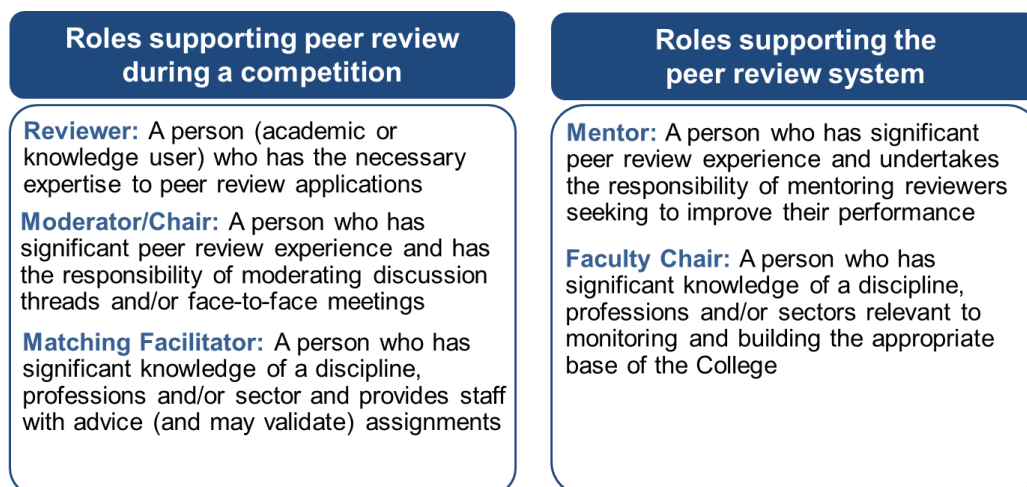 Roles supporting peer review
during a competition
Reviewer: A person (academic or
knowledge user) who has the necessary
expertise to peer review applications
Moderator/Chair: A person who has
significant peer review experience and has
the responsibility of moderating discussion
threads and/or face-to-face meetings
Matching Facilitator: A person who has
significant knowledge of a discipline,
professions and/or sector and provides staff
with advice (and may validate) assignments
Roles supporting the
peer review system
Mentor: A person who has significant
peer review experience and undertakes
the responsibility of mentoring reviewers
seeking to improve their performance
Faculty Chair: A person who has
significant knowledge of a discipline,
professions and/or sectors relevant to
monitoring and building the appropriate
base of the College